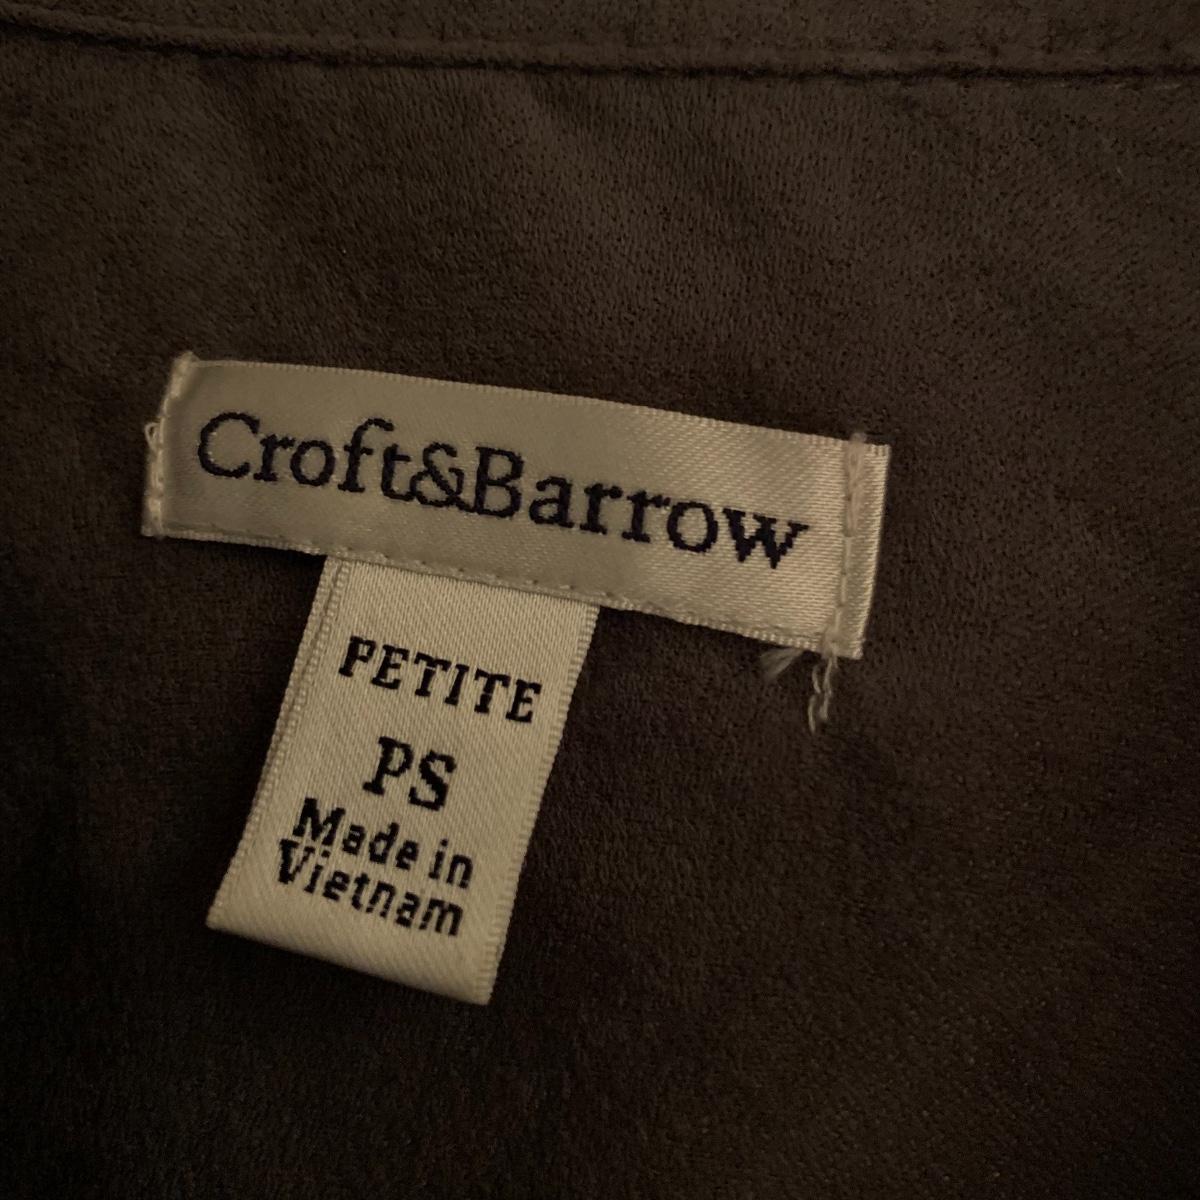 Croft&Barrow
PETITE
PS
Made in
Vietnam